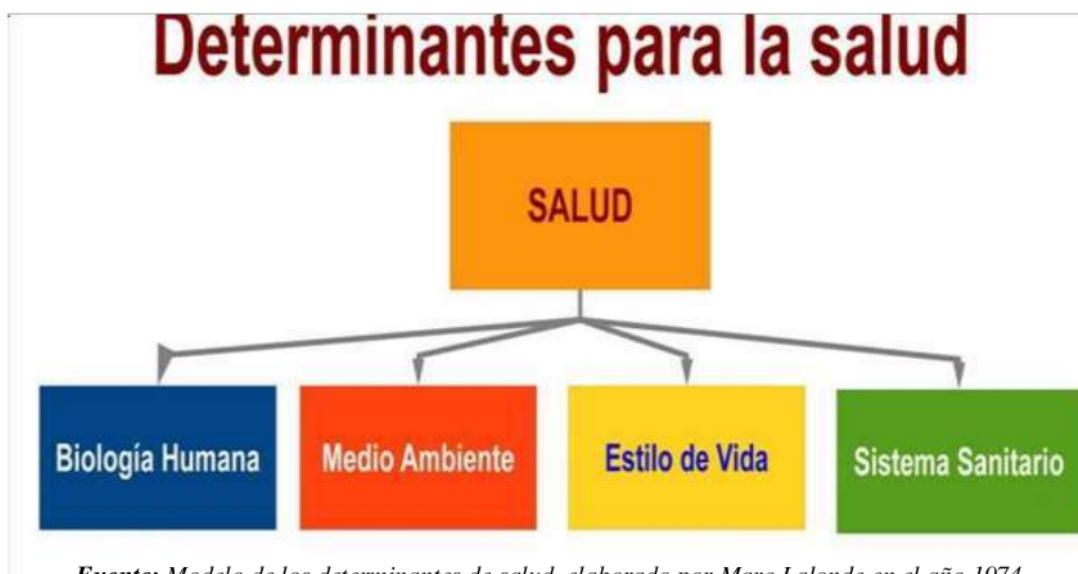 Determinantes para la salud
SALUD
Biología Humana
Medio Ambiente
Estilo de Vida
Sistema Sanitario
Fuente: Modelo de los determinantes de salud, elaborado por Marc Lalonde en el año 1974